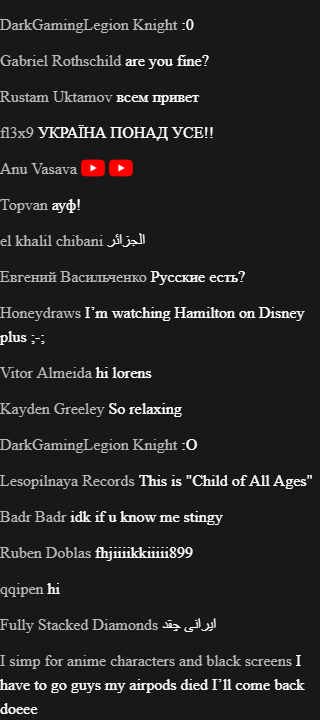 DarkGamingLegion Knight :0
Gabriel Rothschild are you fine?
Rustam Uktamov всем привет
fl3x9 УКРАЇНА ПОНАД УСЕ!!
Anu Vasava
Topvan ауф!
el khalil chibani الجزائر
Евгений Васильченко Русские есть?
Honeydraws I’m watching Hamilton on Disney
plus ;-;
Vitor Almeida hi lorens
Kayden Greeley So relaxing
DarkGamingLegion Knight :O
Lesopilnaya Records This is "Child of All Ages"
Badr Badr idk if u know me stingy
Ruben Doblas fhjiiiikkiiiii899
qqipen hi
Fully Stacked Diamonds ایرانی چقد
I simp for anime characters and black screens I
have to go guys my airpods died I’ll come back
doeee